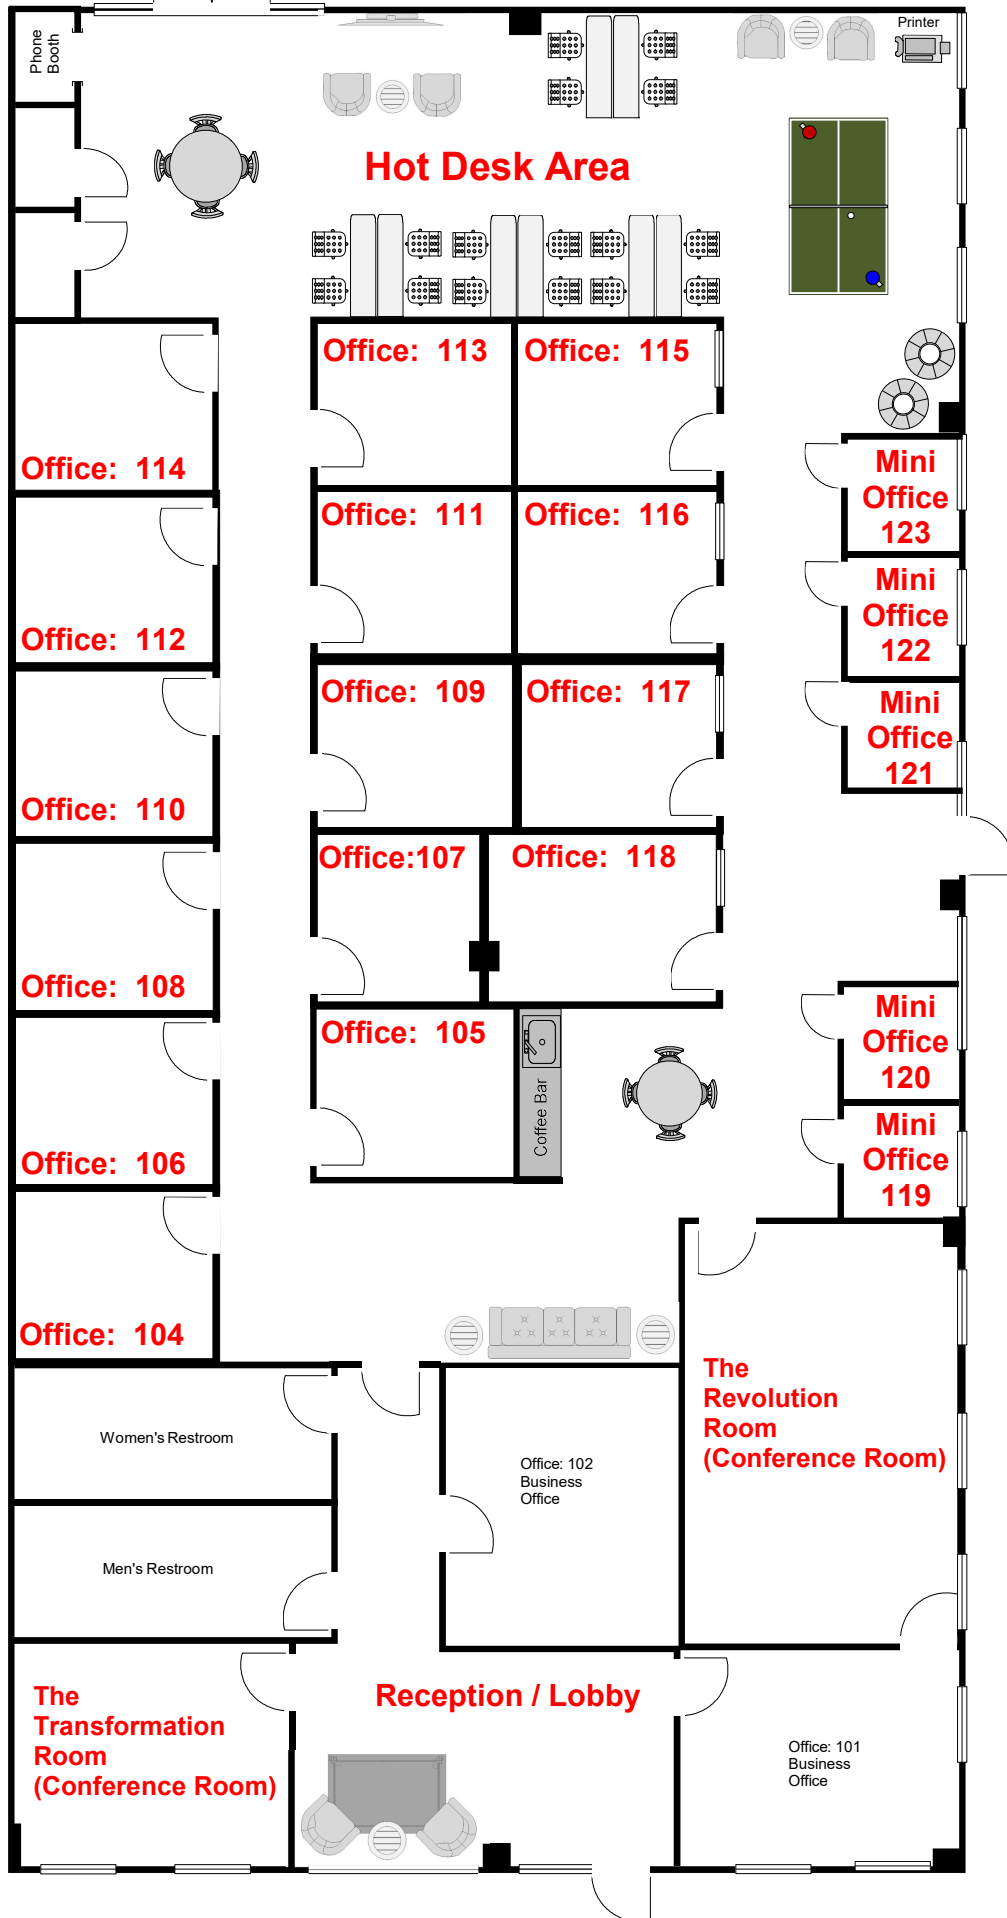 Printer
Phone
Booth
Hot Desk Area
Office: 113
Office: 115
Office: 114
Mini
Office
123
Office: 111
Office: 116
Mini
Office
122
Office: 112
Office: 109
Office: 117
Mini
Office
121
Office: 110
Office:107
Office: 118
Office: 108
Office: 105
Mini
Office
120
Coffee Bar
Mini
Office
119
Office: 106
Office: 104
The
Revolution
Room
(Conference Room)
Women's Restroom
Office: 102
Business
Office
Men's Restroom
The
Transformation
Room
(Conference Room)
Reception / Lobby
Office: 101
Business
Office